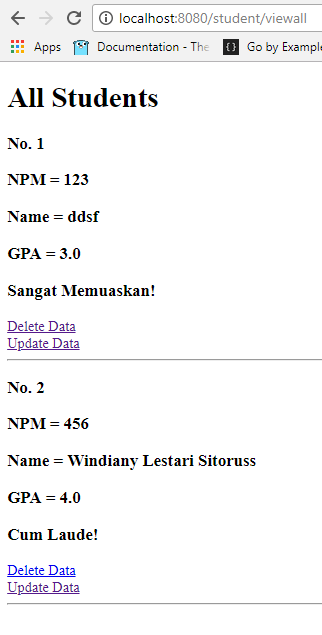 localhost:8080/student/viewall
Apps Documentation - The Go by Example
All Students
No. 1
NPM = 123
Name = ddsf
GPA = 3.0
Sangat Memuaskan!
Delete Data
Update Data
No. 2
NPM = 456
Name = Windiany Lestari Sitoruss
GPA = 4.0
Cum Laude!
Delete Data
Update Data